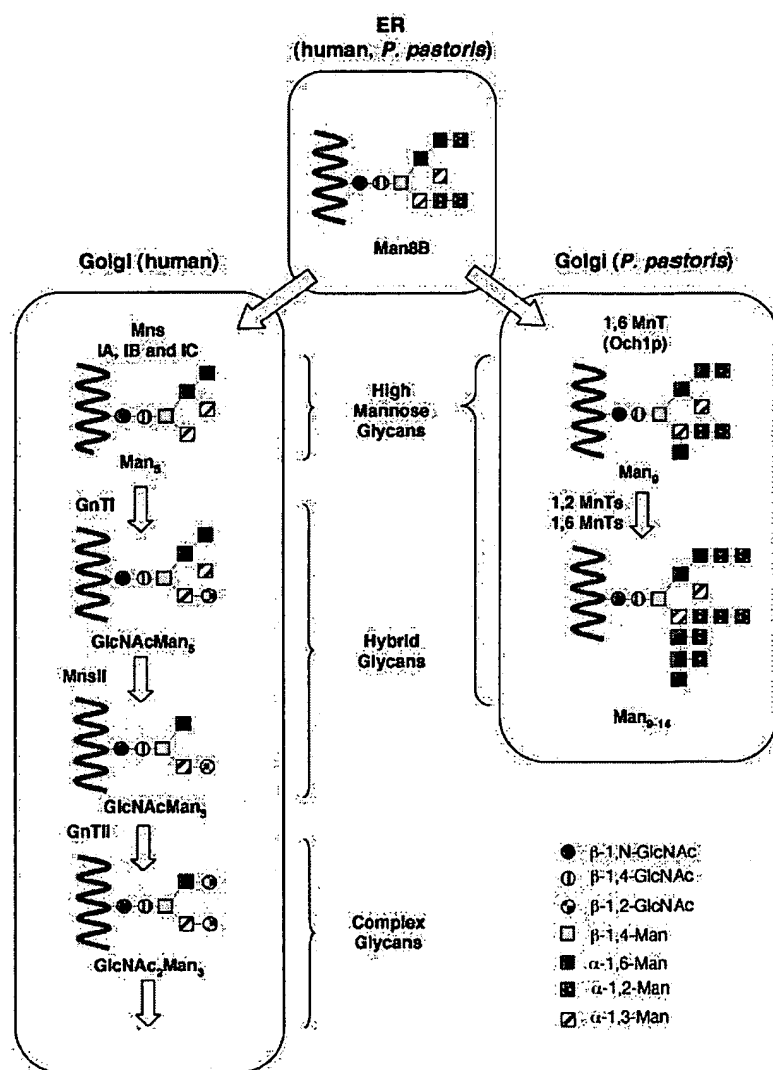 ER
(human, P. pastoris)
Man8B
Golgi (human)
Golgi (P. pastoris)
Mns
IA, IB and IC
Man5
GnTI
GlcNAcMan5
MnsII
GlcNAcMan3
GnTII
GlcNAc2Man3
High
Mannose
Glycans
Hybrid
Glycans
Complex
Glycans
1,6 MnT
(Och1p)
Man9
1,2 MnTs
1,6 MnTs
Man9-14
β-1,N-GlcNAc
β-1,4-GlcNAc
β-1,2-GlcNAc
β-1,4-Man
α-1,6-Man
α-1,2-Man
α-1,3-Man